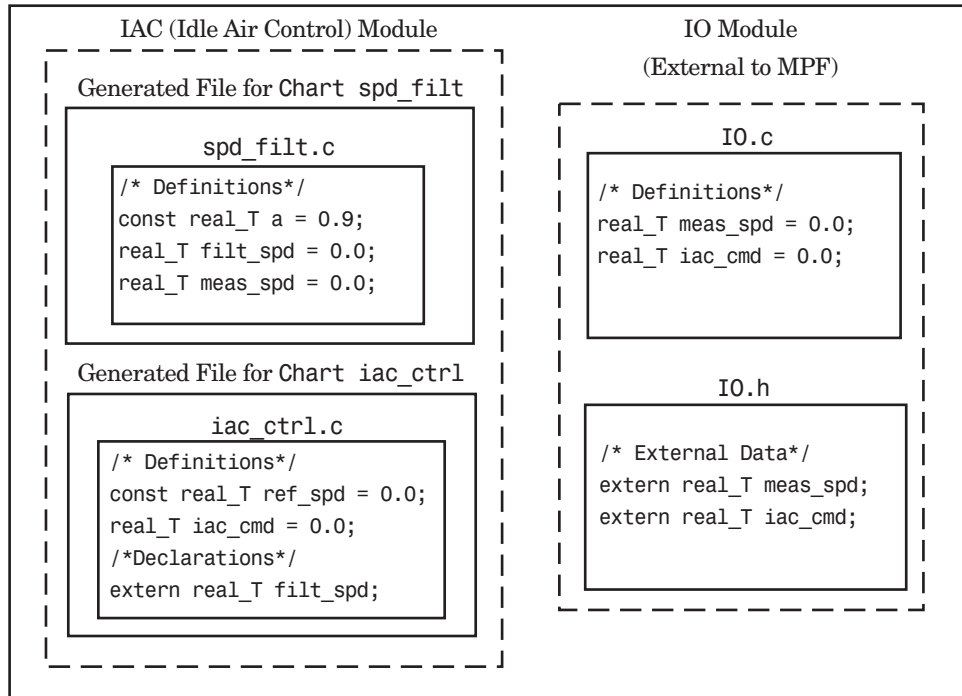 IAC (Idle Air Control) Module
Generated File for Chart spd_filt
spd_filt.c
/* Definitions*/
const real_T a = 0.9;
real_T filt_spd = 0.0;
real_T meas_spd = 0.0;
Generated File for Chart iac_ctrl
iac_ctrl.c
/* Definitions*/
const real_T ref_spd = 0.0;
real_T iac_cmd = 0.0;
/*Declarations*/
extern real_T filt_spd;
IO Module
(External to MPF)
IO.c
/* Definitions*/
real_T meas_spd = 0.0;
real_T iac_cmd = 0.0;
IO.h
/* External Data*/
extern real_T meas_spd;
extern real_T iac_cmd;